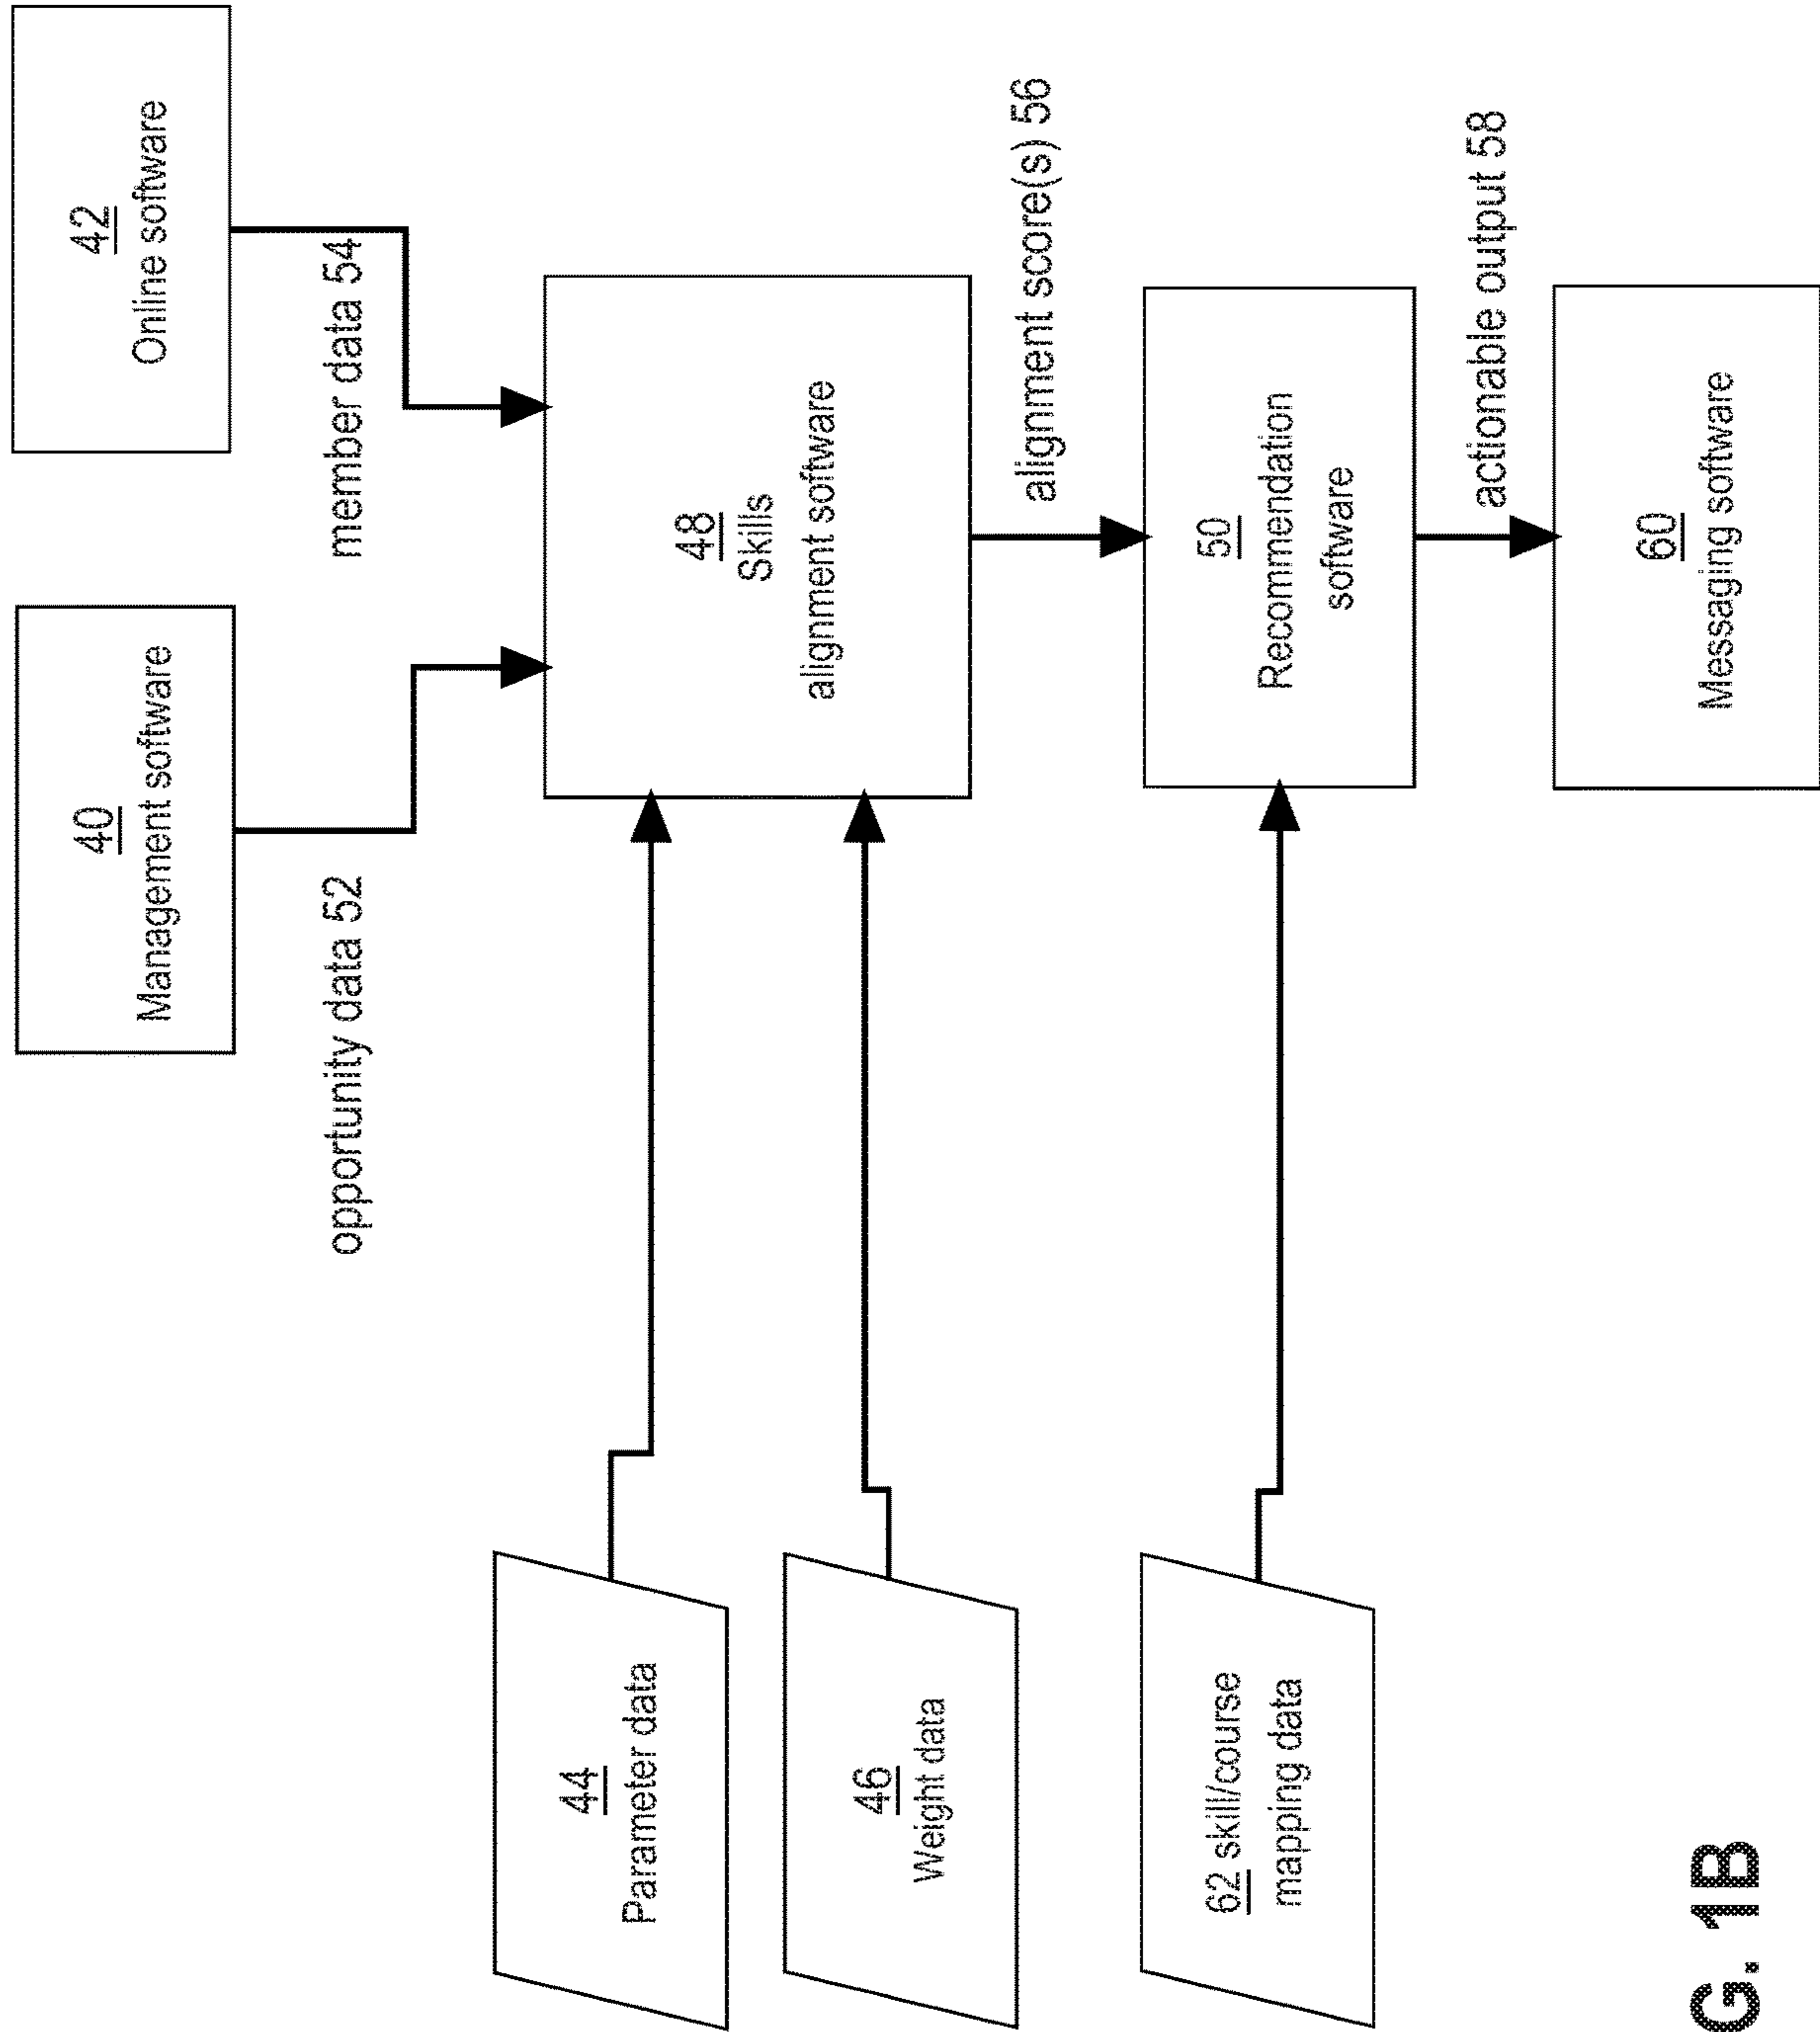 40
Management software
42
Online software
opportunity data 52
member data 54
44
Parameter data
48
Skills
alignment software
46
Weight data
alignment score(s) 56
62 skill/course
mapping data
50
Recommendation
software
actionable output 58
60
Messaging software
G. 1B